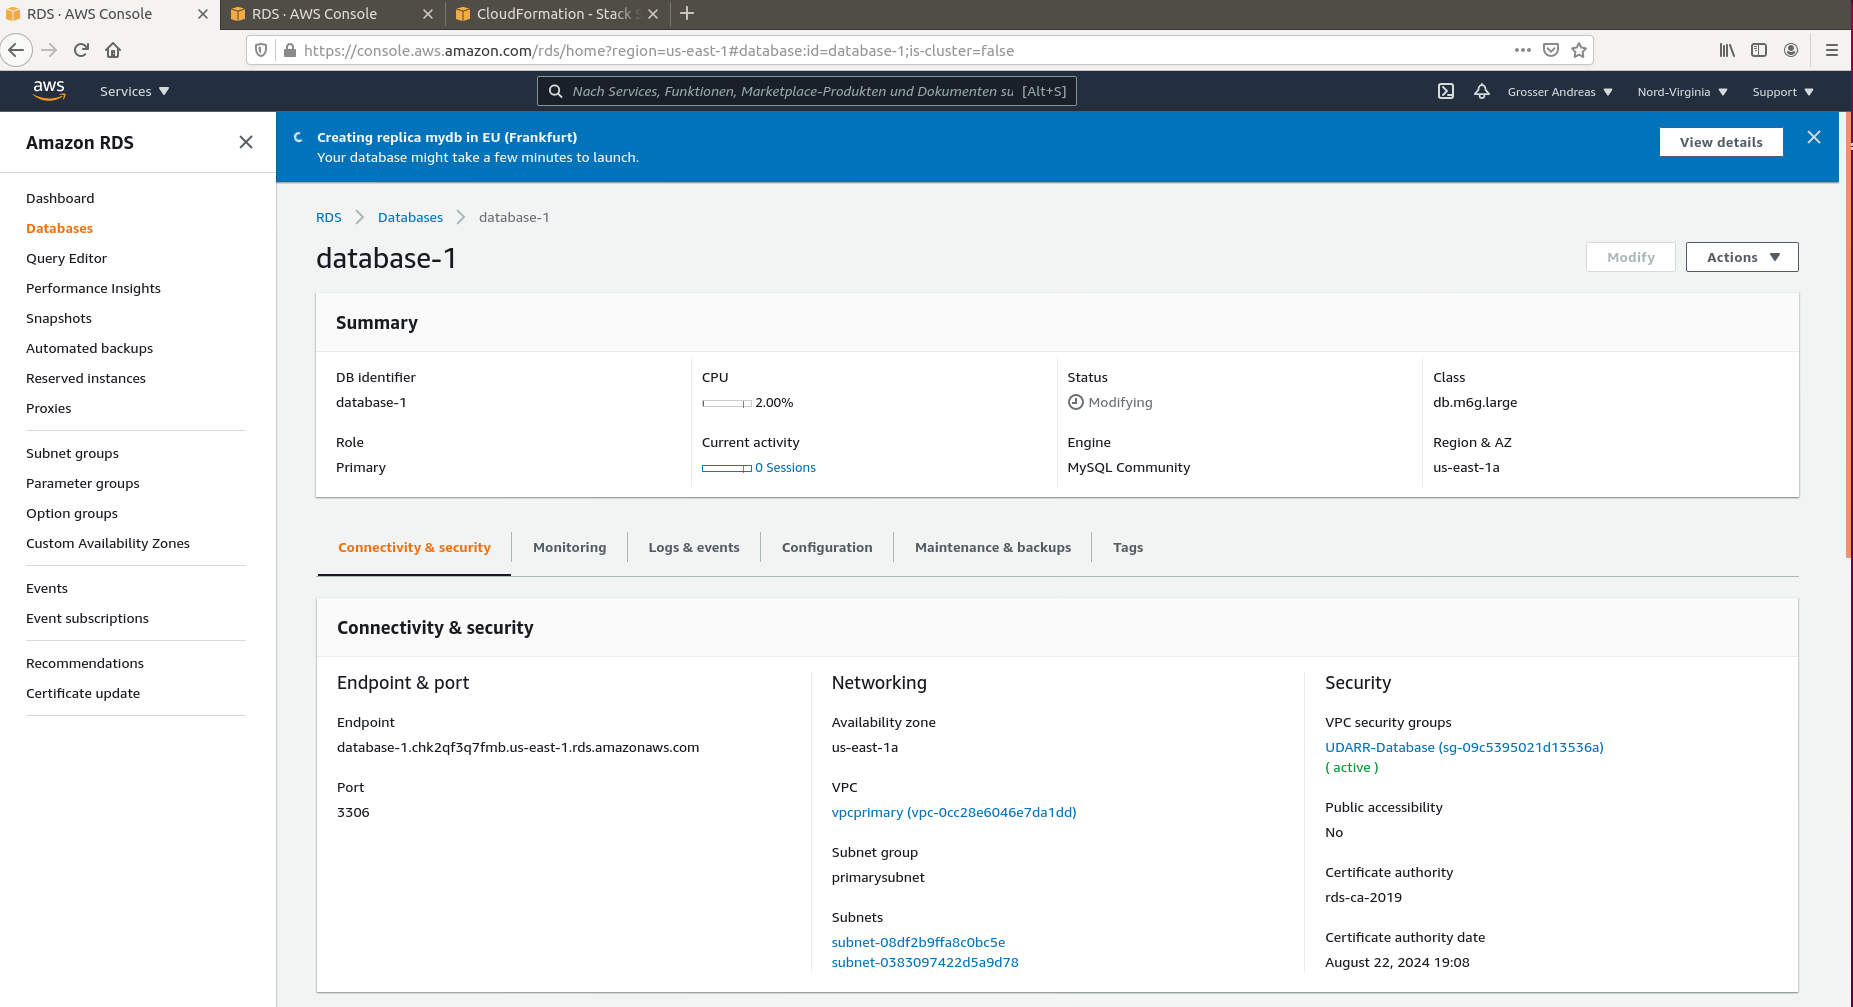 RDS · AWS Console
RDS · AWS Console
CloudFormation - Stack S
https://console.aws.amazon.com/rds/home?region=us-east-1#database:id=database-1;is-cluster=false
aws
Services
Nach Services, Funktionen, Marketplace-Produkten und Dokumenten su [Alt+S]
Grosser Andreas
Nord-Virginia
Support
Amazon RDS
Dashboard
Databases
Query Editor
Performance Insights
Snapshots
Automated backups
Reserved instances
Proxies
Subnet groups
Parameter groups
Option groups
Custom Availability Zones
Events
Event subscriptions
Recommendations
Certificate update
Creating replica mydb in EU (Frankfurt)
Your database might take a few minutes to launch.
View details
RDS
Databases
database-1
database-1
Modify
Actions
Summary
DB identifier
database-1
CPU
2.00%
Status
Modifying
Class
db.m6g.large
Role
Primary
Current activity
0 Sessions
Engine
MySQL Community
Region & AZ
us-east-1a
Connectivity & security
Monitoring
Logs & events
Configuration
Maintenance & backups
Tags
Connectivity & security
Endpoint & port
Endpoint
database-1.chk2qf3q7fmb.us-east-1.rds.amazonaws.com
Port
3306
Networking
Availability zone
us-east-1a
VPC
vpcprimary (vpc-0cc28e6046e7da1dd)
Subnet group
primarysubnet
Subnets
subnet-08df2b9ffa8c0bc5e
subnet-0383097422d5a9d78
Security
VPC security groups
UDARR-Database (sg-09c5395021d13536a)
( active )
Public accessibility
No
Certificate authority
rds-ca-2019
Certificate authority date
August 22, 2024 19:08